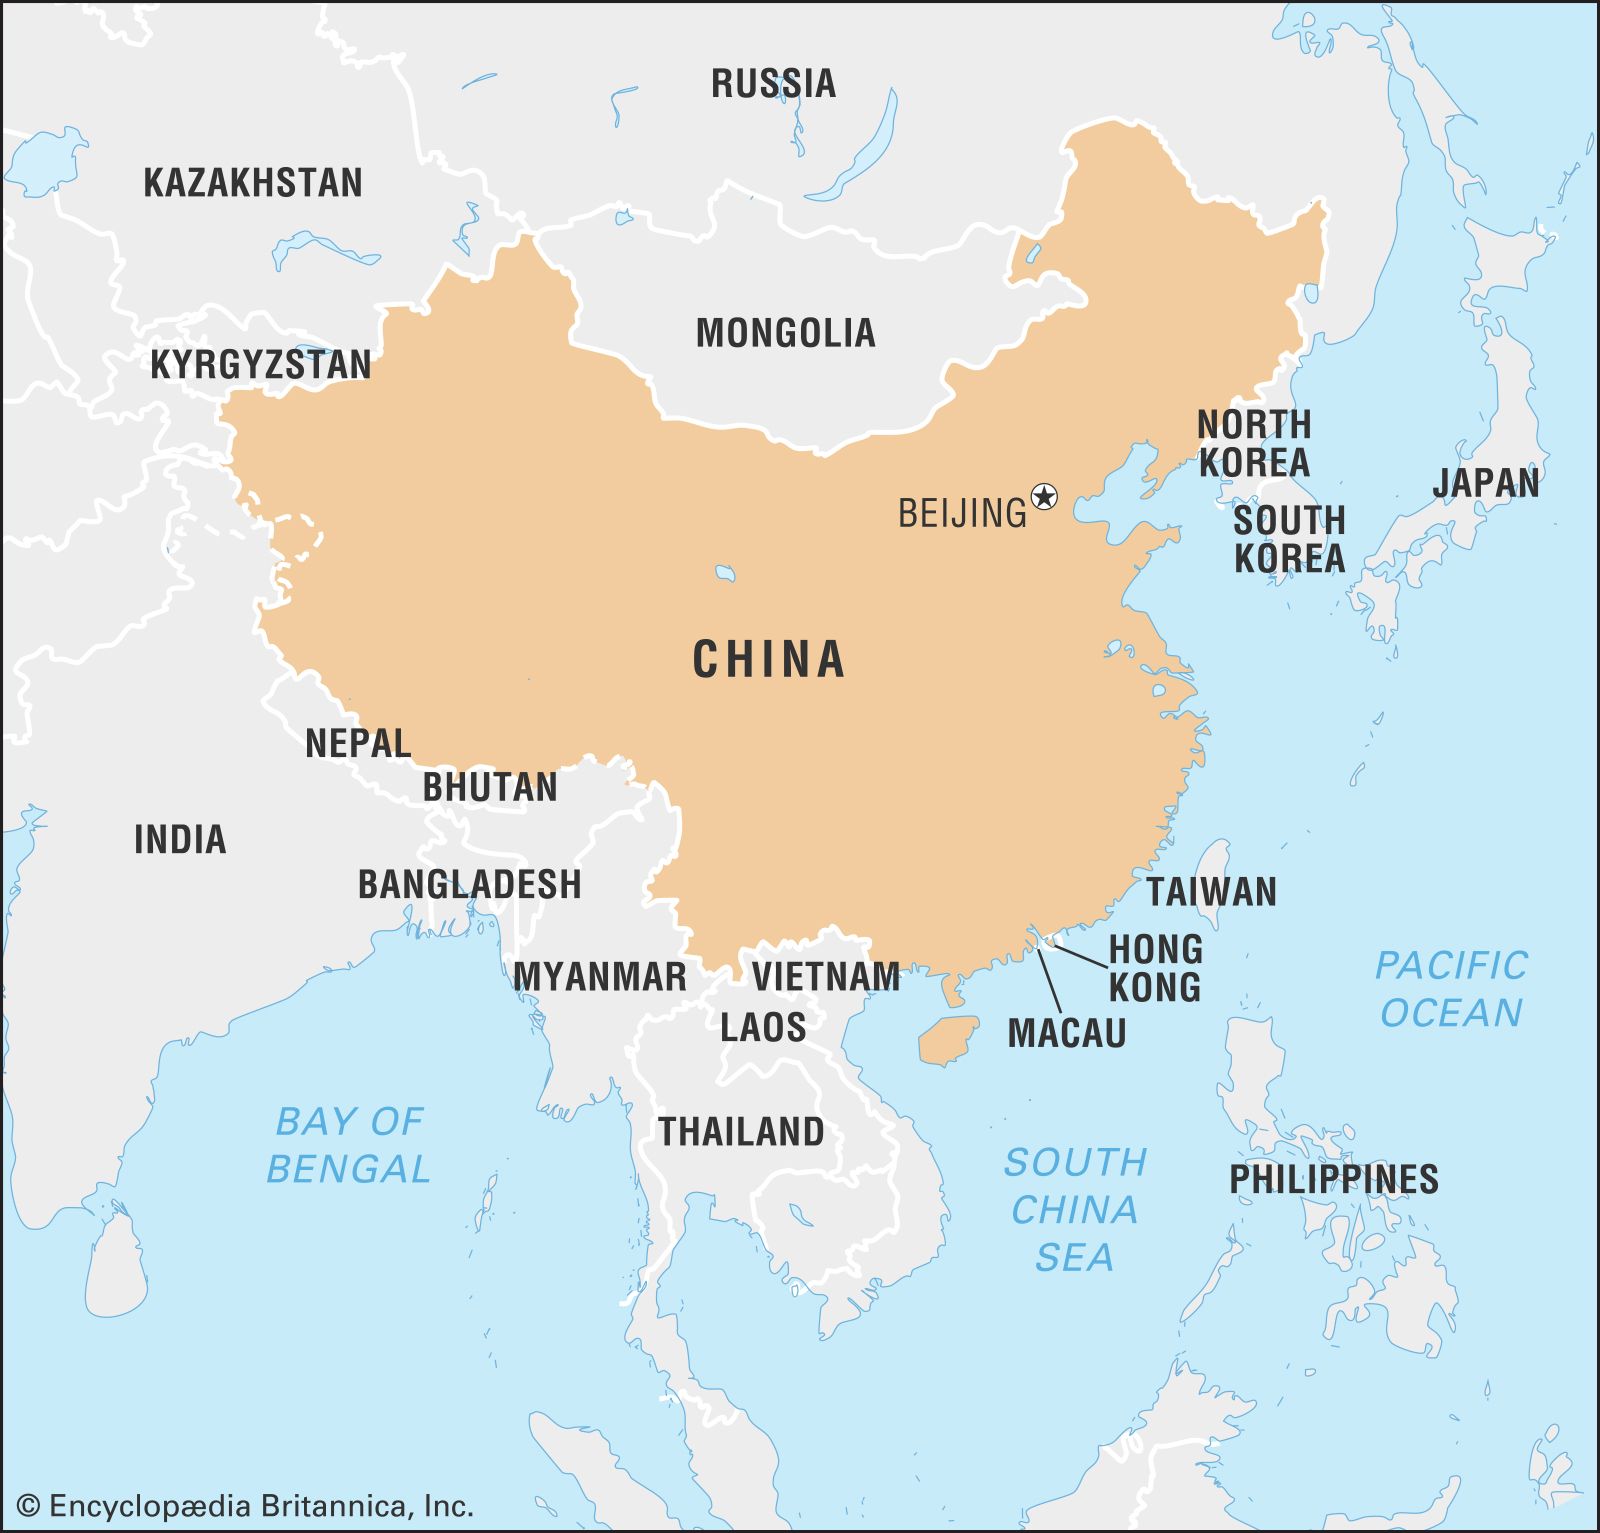 RUSSIA
KAZAKHSTAN
MONGOLIA
KYRGYZSTAN
NORTH
KOREA
JAPAN
BEIJING
SOUTH
KOREA
CHINA
NEPAL
BHUTAN
INDIA
BANGLADESH
TAIWAN
HONG
KONG
MYANMAR
VIETNAM
PACIFIC
OCEAN
LAOS
MACAU
BAY OF
BENGAL
THAILAND
SOUTH
CHINA
SEA
PHILIPPINES
© Encyclopædia Britannica, Inc.